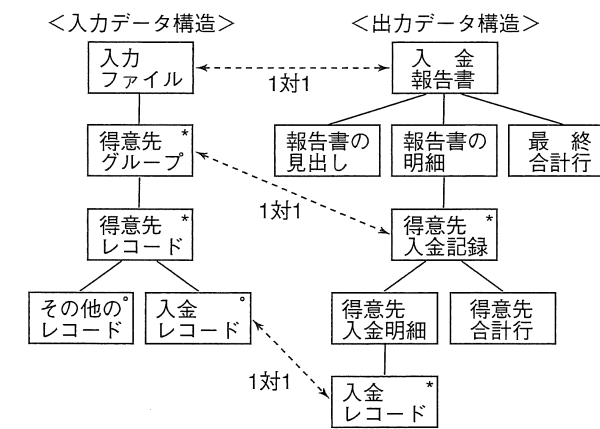 ＜入力データ構造＞
＜出力データ構造＞
入力
ファイル
1対1
入　金
報告書
得意先*
グループ
報告書の
見出し
報告書の
明細
最　終
合計行
1対1
得意先*
レコード
得意先*
入金記録
その他の°
レコード
入金°
レコード
得意先
入金明細
得意先
合計行
1対1
入金*
レコード